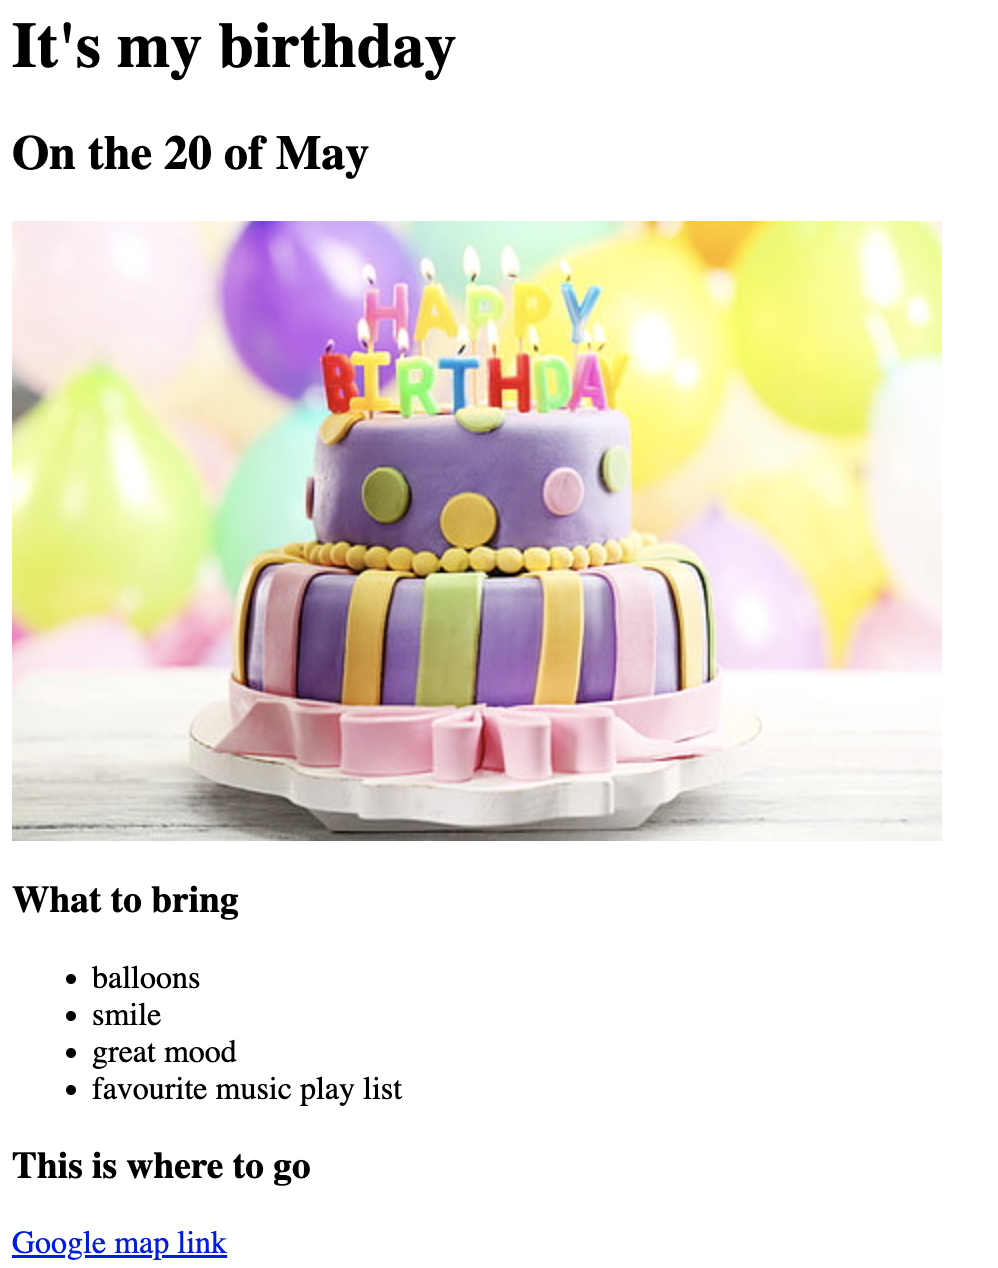 It's my birthday
On the 20 of May
HAPPY
BIRTHDAY
What to bring
balloons
smile
great mood
favourite music play list
This is where to go
Google map link